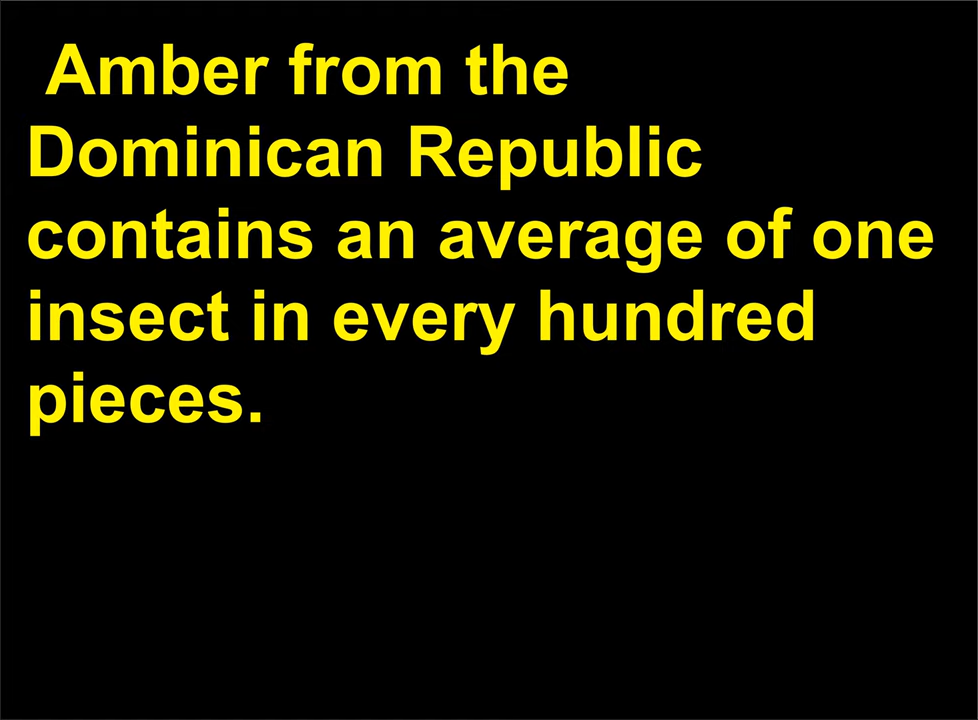 Amber from the
Dominican Republic
contains an average of one
insect in every hundred
pieces.